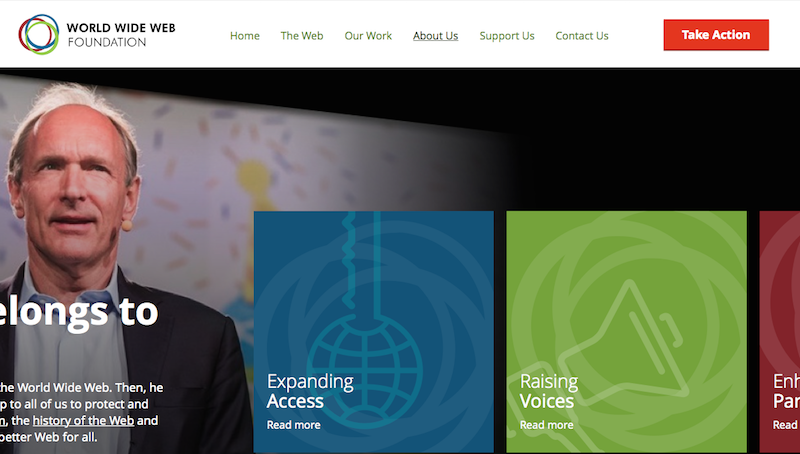 WORLD WIDE WEB
FOUNDATION
Home The Web Our Work About Us Support Us Contact Us
Take Action
elongs to
the World Wide Web. Then, he
p to all of us to protect and
n, the history of the Web and
better Web for all.
Expanding
Access
Read more
Raising
Voices
Read more
Enh
Par
Read